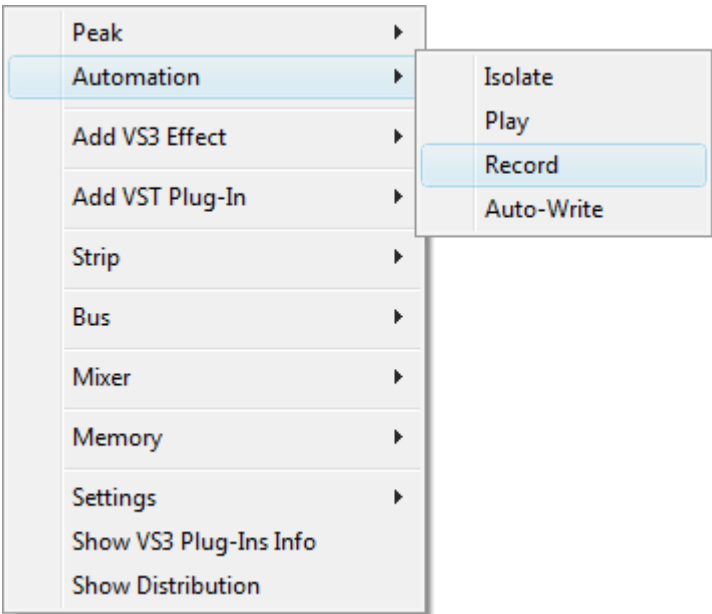 Peak
Automation
Isolate
Play
Record
Auto-Write
Add VS3 Effect
Add VST Plug-In
Strip
Bus
Mixer
Memory
Settings
Show VS3 Plug-Ins Info
Show Distribution